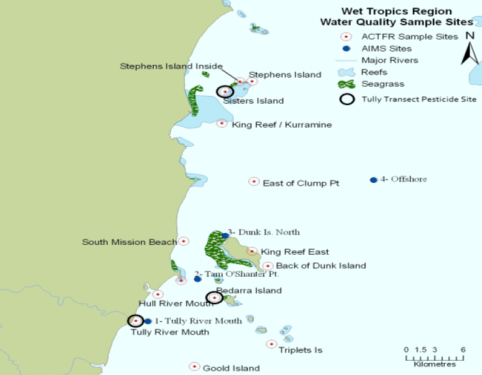 Wet Tropics Region
Water Quality Sample Sites
N
ACTFR Sample Sites
AIMS Sites
Major Rivers
Reefs
Seagrass
Tully Transect Pesticide Site
Stephens Island Inside
Stephens Island
Sisters Island
King Reef / Kurramine
East of Clump Pt
4- Offshore
3- Dunk Is. North
South Mission Beach
King Reef East
Back of Dunk Island
2- Tam O'Shanter Pt.
Bedarra Island
Hull River Mouth
1- Tully River Mouth
Tully River Mouth
Triplets Is
Goold Island
0 1.5 3 6
Kilometres